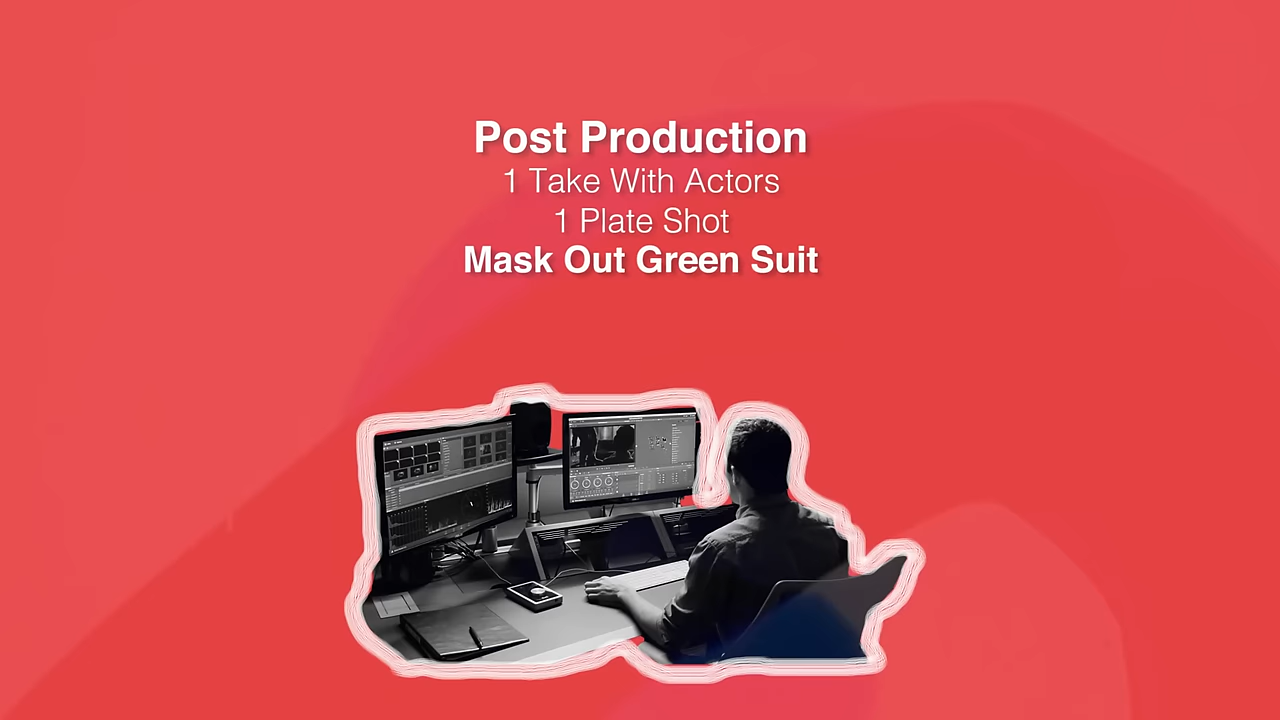 Post Production
1 Take With Actors
1 Plate Shot
Mask Out Green Suit